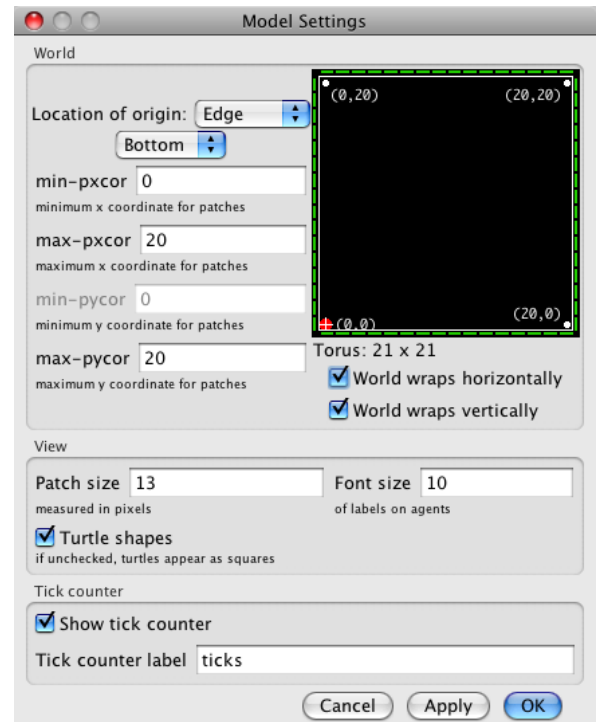 Model Settings
World
Location of origin: Edge
Bottom
min-pxcor 0
minimum x coordinate for patches
max-pxcor 20
maximum x coordinate for patches
min-pycor 0
minimum y coordinate for patches
max-pycor 20
maximum y coordinate for patches
(0,20) (20,20)
(0,0) (20,0)
Torus: 21 x 21
World wraps horizontally
World wraps vertically
View
Patch size 13 Font size 10
measured in pixels of labels on agents
Turtle shapes
if unchecked, turtles appear as squares
Tick counter
Show tick counter
Tick counter label ticks
Cancel Apply OK